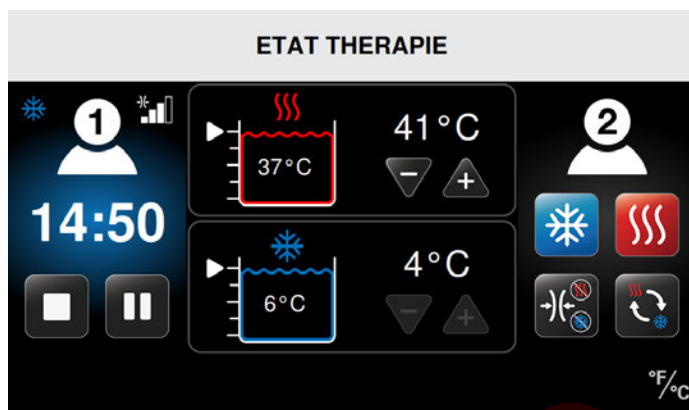 ETAT THERAPIE
1
14:50
37°C
41°C
- +
6°C
4°C
- +
2
°F/°C